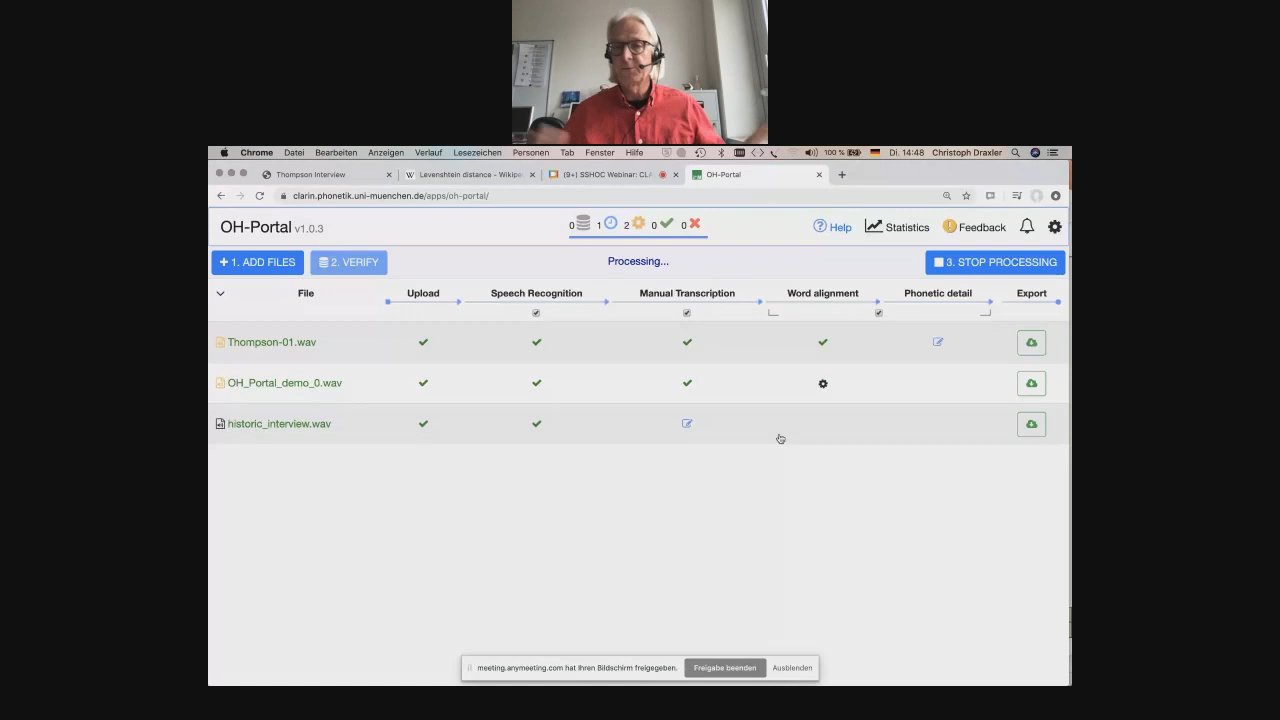 Chrome Datei Bearbeiten Anzeigen Verlauf Lesezeichen Personen Tab Fenster Hilfe 100 % Di. 14:48 Christoph Draxler
Thompson Interview Levenshtein distance - Wikipe (9+) SSHOC Webinar: CLA OH-Portal
clarin.phonetik.uni-muenchen.de/apps/oh-portal/
OH-Portal v1.0.3 0 1 2 0 0 Help Statistics Feedback
1. ADD FILES 2. VERIFY Processing... 3. STOP PROCESSING
File Upload Speech Recognition Manual Transcription Word alignment Phonetic detail Export
Thompson-01.wav
OH_Portal_demo_0.wav
historic_interview.wav
meeting.anymeeting.com hat Ihren Bildschirm freigegeben. Freigabe beenden Ausblenden